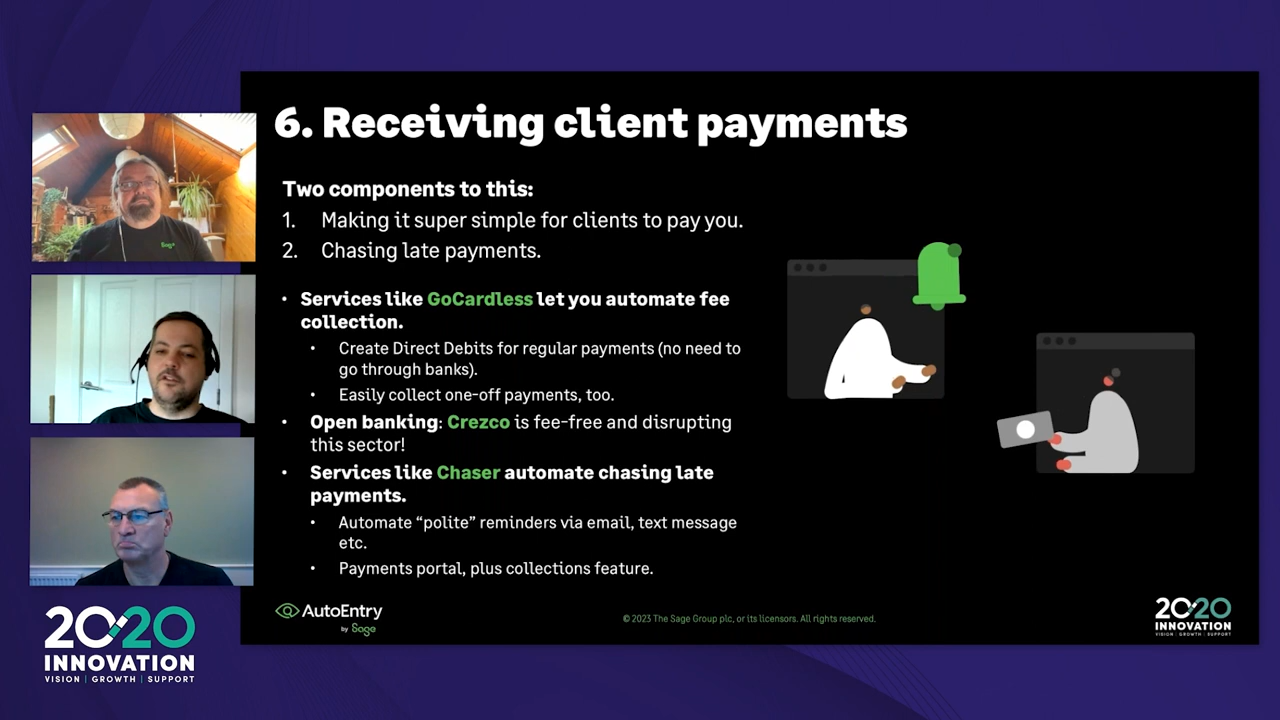 6. Receiving client payments
Two components to this:
1. Making it super simple for clients to pay you.
2. Chasing late payments.
• Services like GoCardless let you automate fee
collection.
• Create Direct Debits for regular payments (no need to
go through banks).
• Easily collect one-off payments, too.
• Open banking: Crezco is fee-free and disrupting
this sector!
• Services like Chaser automate chasing late
payments.
• Automate “polite” reminders via email, text message
etc.
• Payments portal, plus collections feature.
AutoEntry
by Sage
© 2023 The Sage Group plc, or its licensors. All rights reserved.
2020
INNOVATION
VISION | GROWTH | SUPPORT
Sage
2020
INNOVATION
VISION | GROWTH | SUPPORT